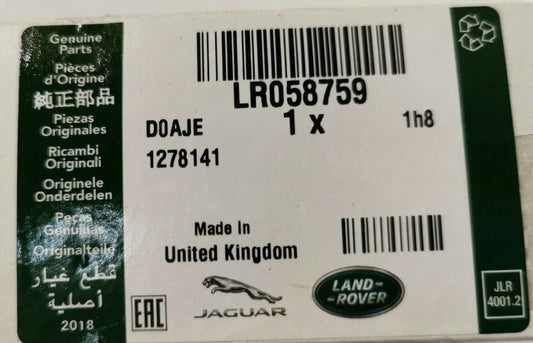 Genuine
Parts
Pièces
d'Origine
純正部品
Piezas
Originales
Ricambi
Originali
Originele
Onderdelen
Peças
Genuínas
Originalteile
قطع غيار
أصلية
2018
LR058759
D0AJE
1 x
1h8
1278141
Made In
United Kingdom
EAC
JAGUAR
LAND-
-ROVER
JLR
4001.2